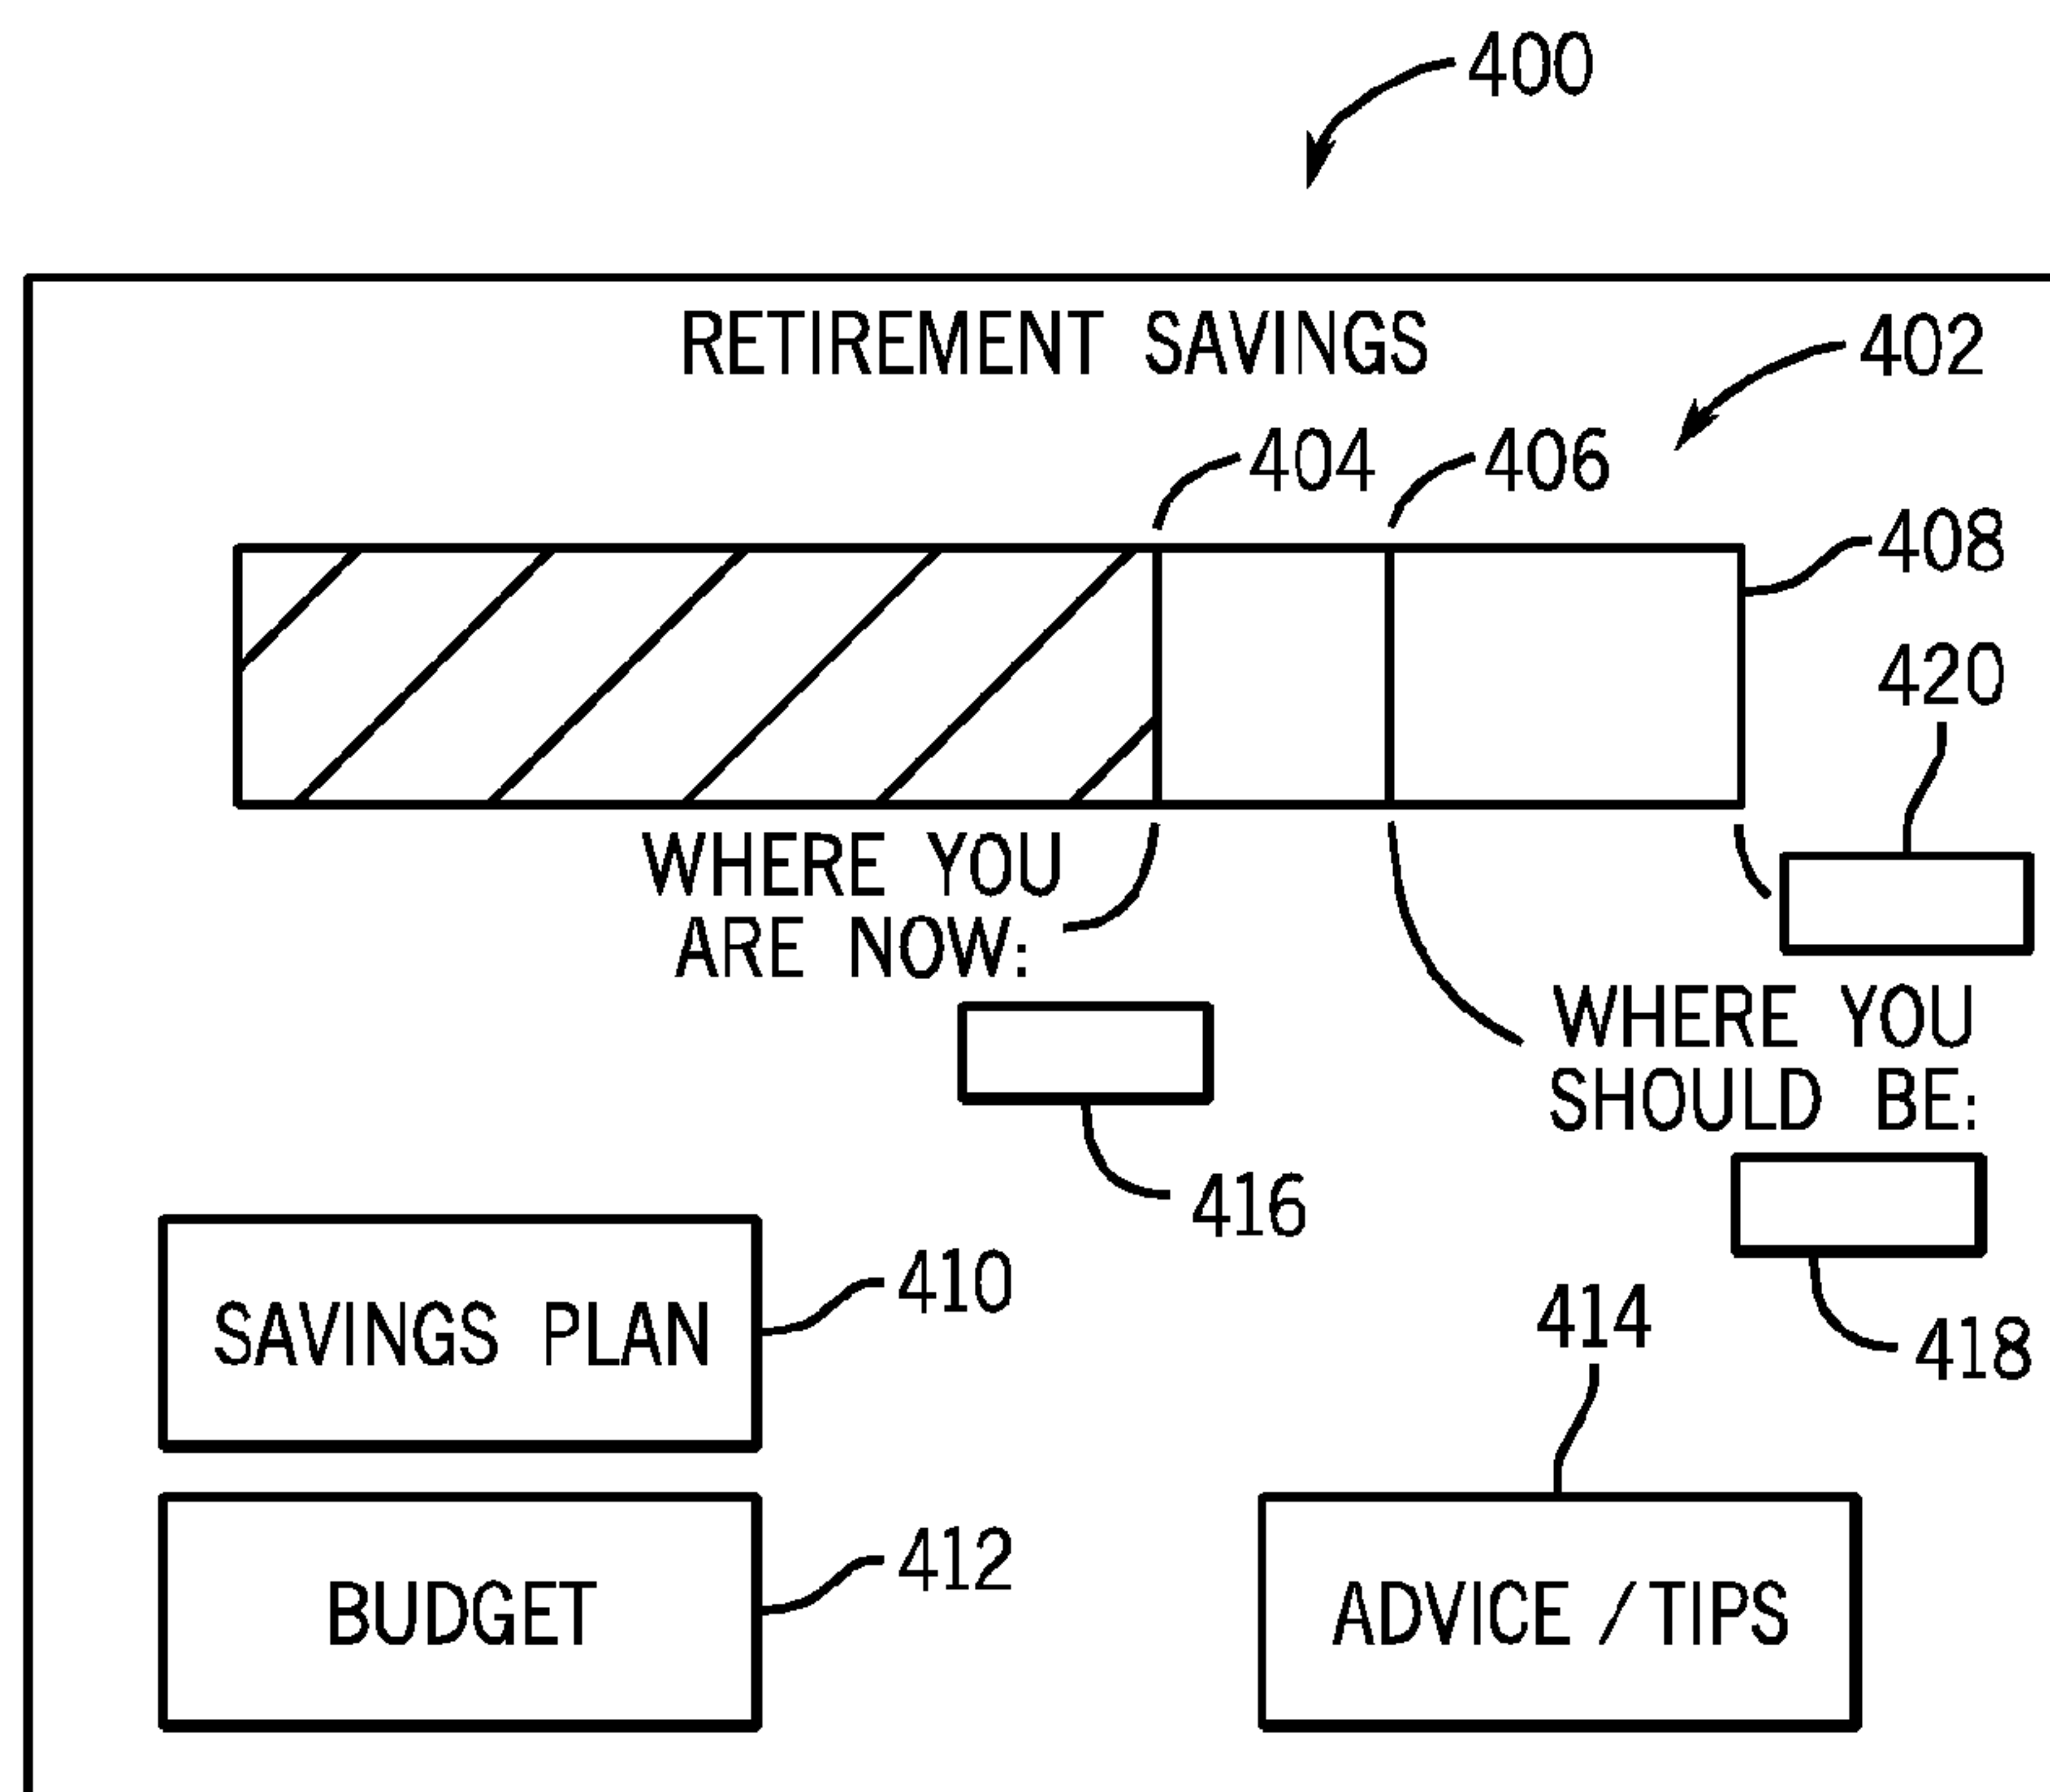 400
RETIREMENT SAVINGS
402
404
406
408
420
WHERE YOU
ARE NOW:
WHERE YOU
SHOULD BE:
416
418
SAVINGS PLAN
410
414
BUDGET
412
ADVICE / TIPS